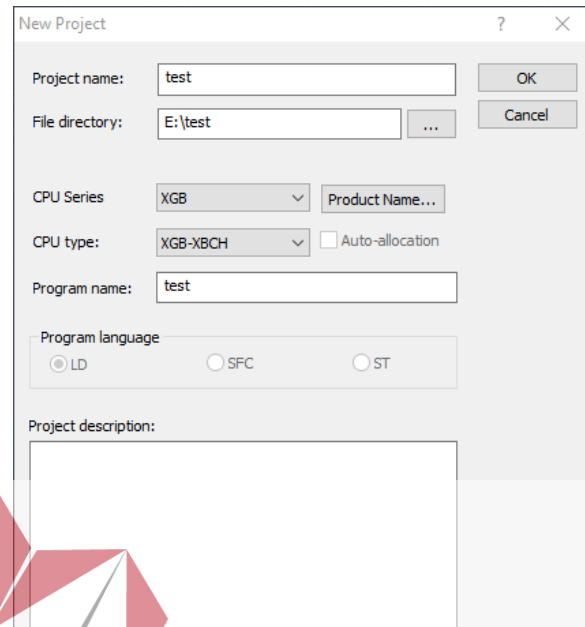 New Project ?
Project name: test OK
File directory: E:\test ... Cancel
CPU Series XGB Product Name...
CPU type: XGB-XBCH Auto-allocation
Program name: test
Program language
LD SFC ST
Project description: